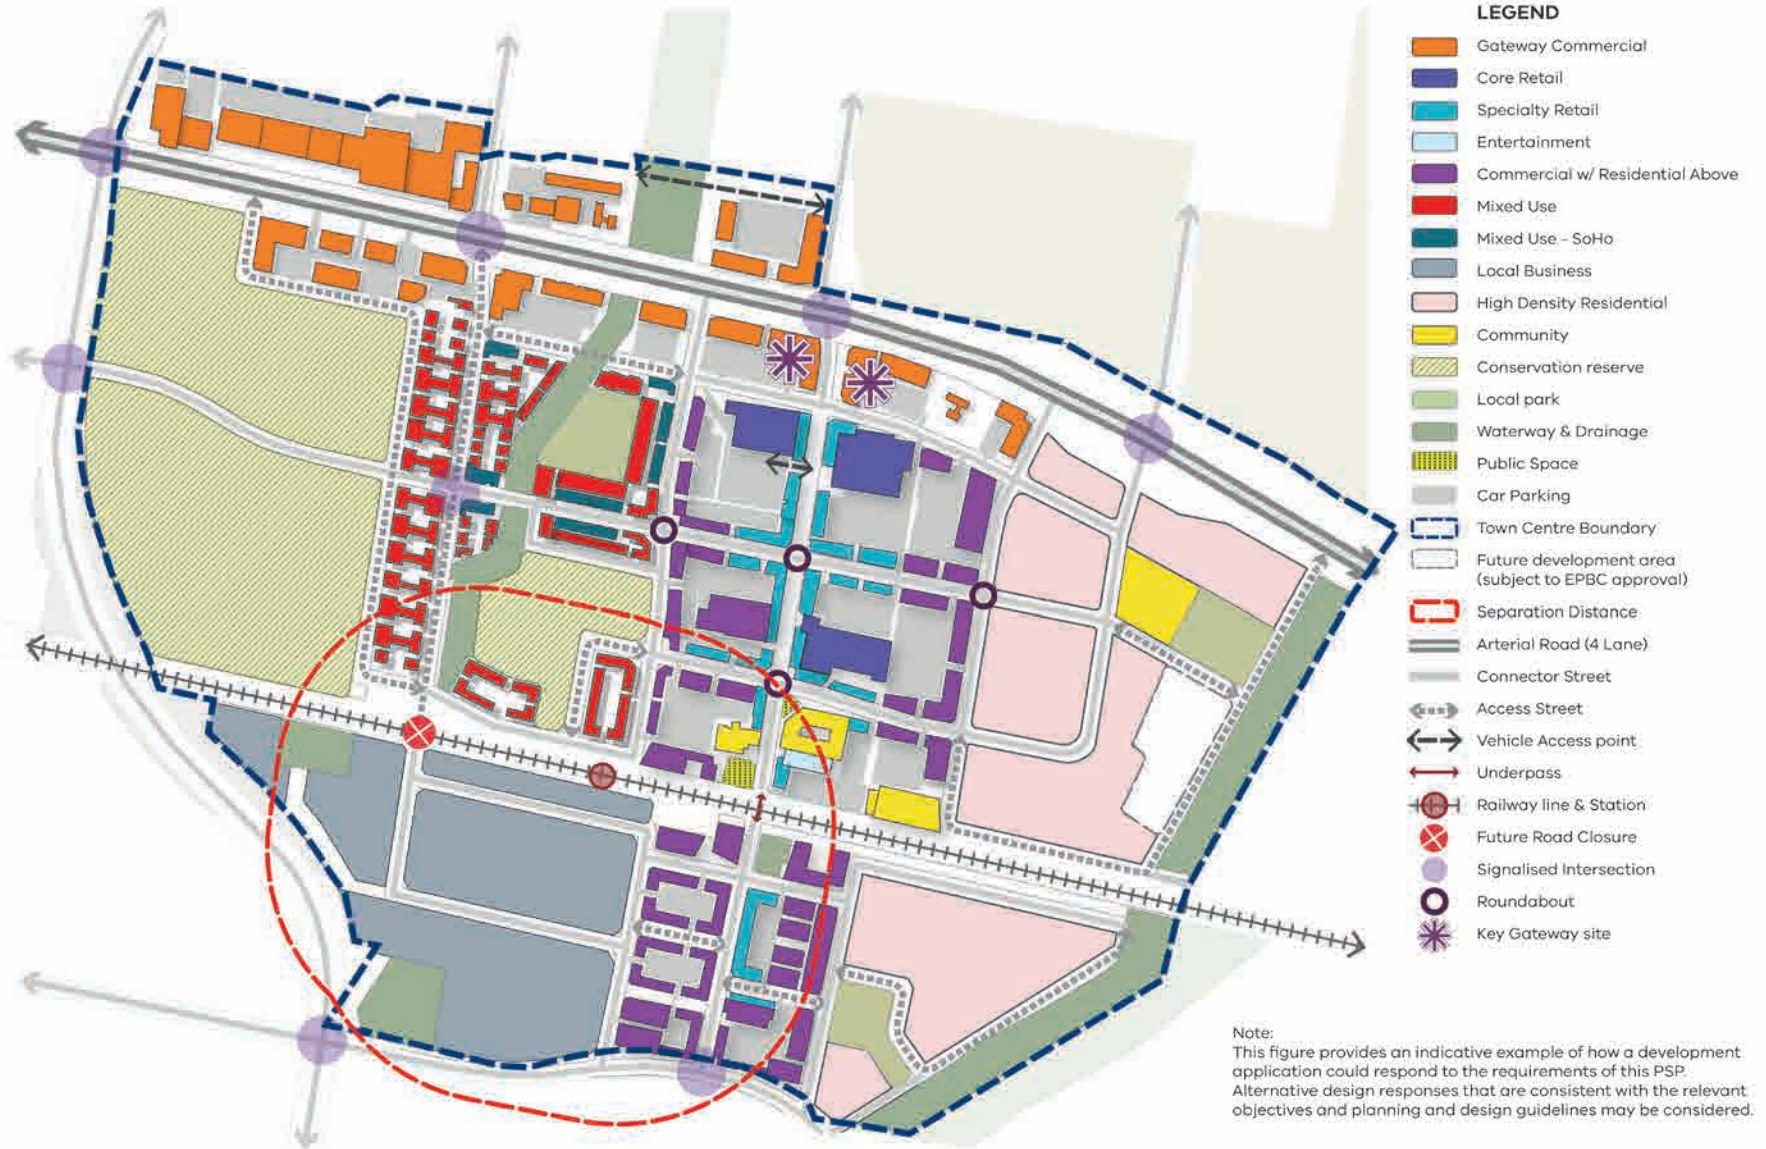 LEGEND
Gateway Commercial
Core Retail
Specialty Retail
Entertainment
Commercial w/ Residential Above
Mixed Use
Mixed Use - SoHo
Local Business
High Density Residential
Community
Conservation reserve
Local park
Waterway & Drainage
Public Space
Car Parking
Town Centre Boundary
Future development area
(subject to EPBC approval)
Separation Distance
Arterial Road (4 Lane)
Connector Street
Access Street
Vehicle Access point
Underpass
Railway line & Station
Future Road Closure
Signalised Intersection
Roundabout
Key Gateway site
Note:
This figure provides an indicative example of how a development
application could respond to the requirements of this PSP.
Alternative design responses that are consistent with the relevant
objectives and planning and design guidelines may be considered.